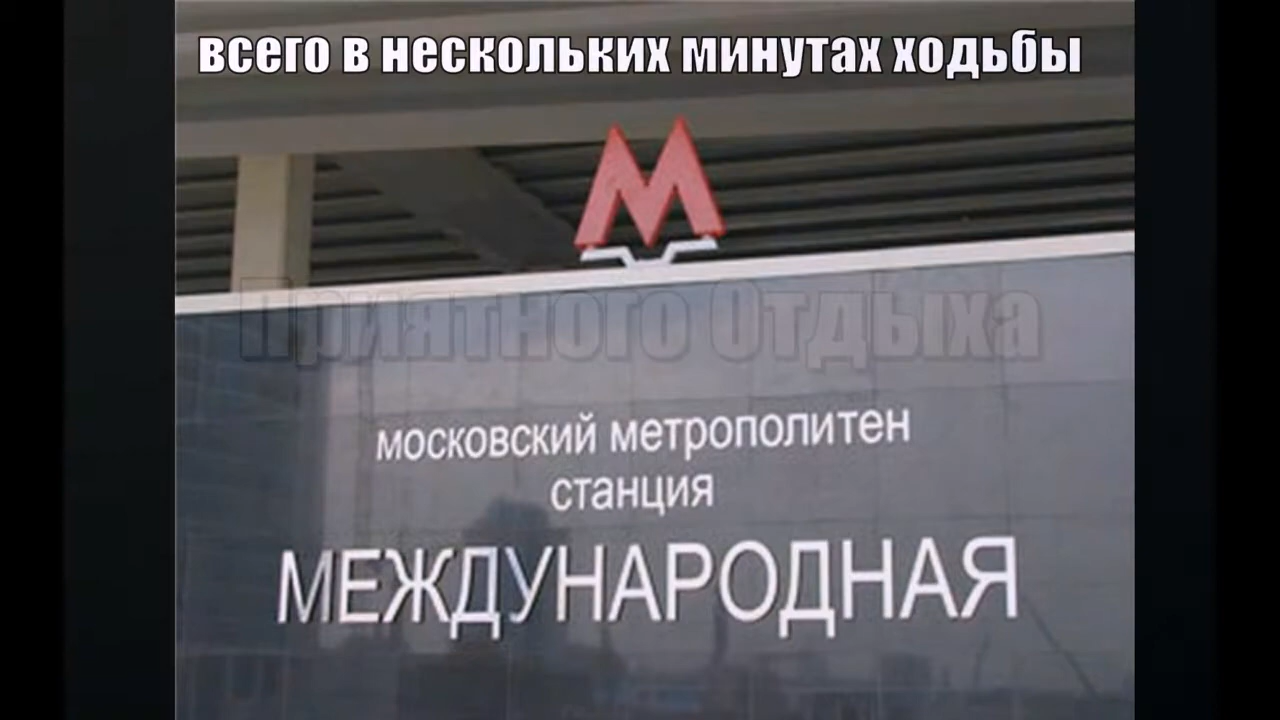 всего в нескольких минутах ходьбы
М
Приятного Отдыха
московский метрополитен
станция
МЕЖДУНАРОДНАЯ